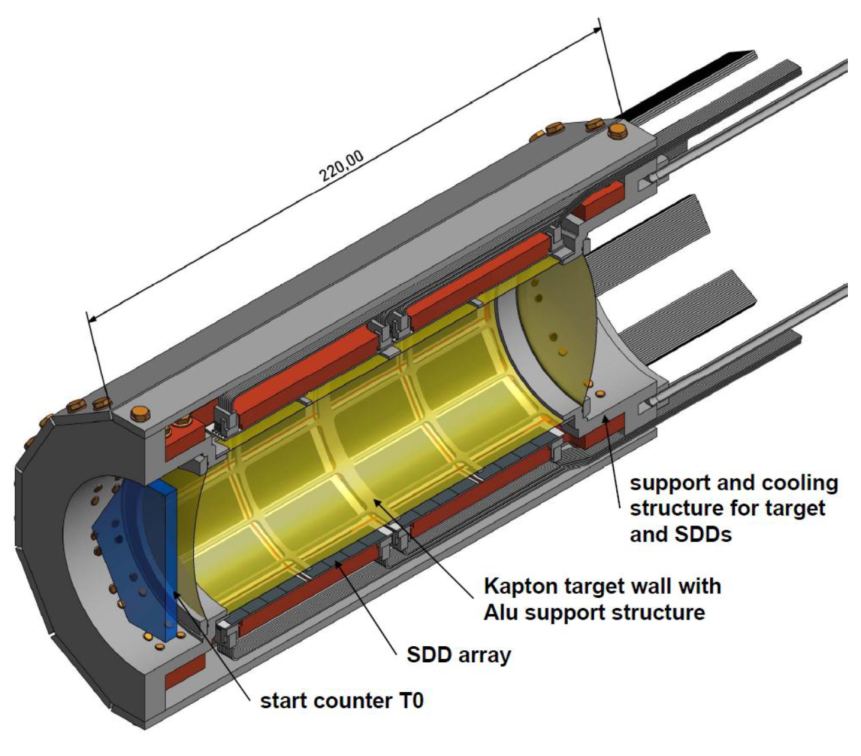 220,00
support and cooling
structure for target
and SDDs
Kapton target wall with
Alu support structure
SDD array
start counter T0